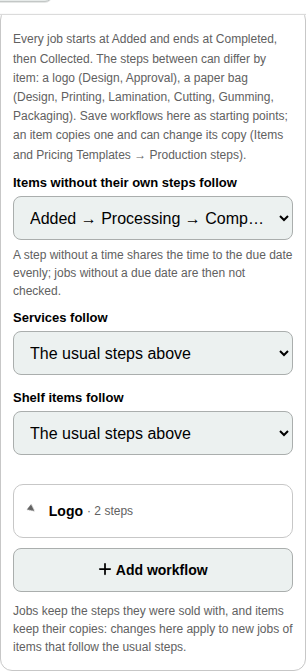 Every job starts at Added and ends at Completed,
then Collected. The steps between can differ by
item: a logo (Design, Approval), a paper bag
(Design, Printing, Lamination, Cutting, Gumming,
Packaging). Save workflows here as starting points;
an item copies one and can change its copy (Items
and Pricing Templates → Production steps).
Items without their own steps follow
Added → Processing → Comp…
A step without a time shares the time to the due date
evenly; jobs without a due date are then not
checked.
Services follow
The usual steps above
Shelf items follow
The usual steps above
Logo · 2 steps
+ Add workflow
Jobs keep the steps they were sold with, and items
keep their copies: changes here apply to new jobs of
items that follow the usual steps.